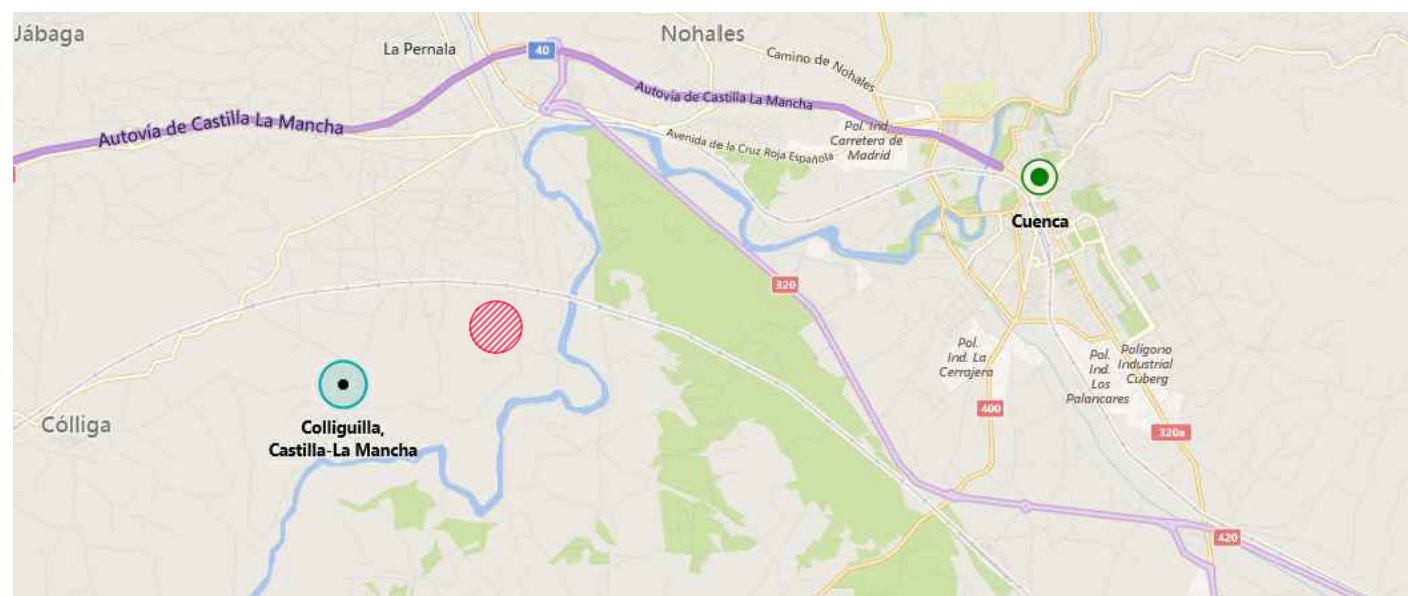 Jábaga
Nohales
La Pernala
40
Camino de Nohales
Autovía de Castilla La Mancha
Autovía de Castilla La Mancha
Avenida de la Cruz Roja Española
Pol. Ind.
Carretera de
Madrid
Cuenca
320
Pol.
Ind. La
Cerrajera
Pol.
Ind.
Los
Palancares
Polígono
Industrial
Cuberg
400
Cólliga
Colliguilla,
Castilla-La Mancha
320a
420